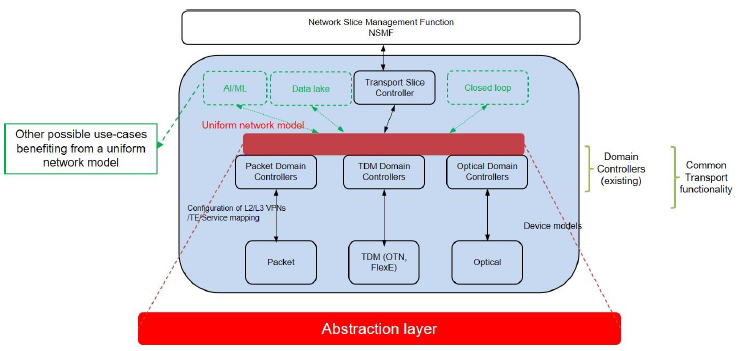 Network Slice Management Function
NSMF
AI/ML
Data lake
Transport Slice
Controller
Closed loop
Other possible use-cases
benefiting from a uniform
network model
Uniform network model
Packet Domain
Controllers
TDM Domain
Controllers
Optical Domain
Controllers
Domain
Controllers
(existing)
Common
Transport
functionality
Configuration of L2/L3 VPNs
/TE/Service mapping
Device models
Packet
TDM (OTN,
FlexE)
Optical
Abstraction layer